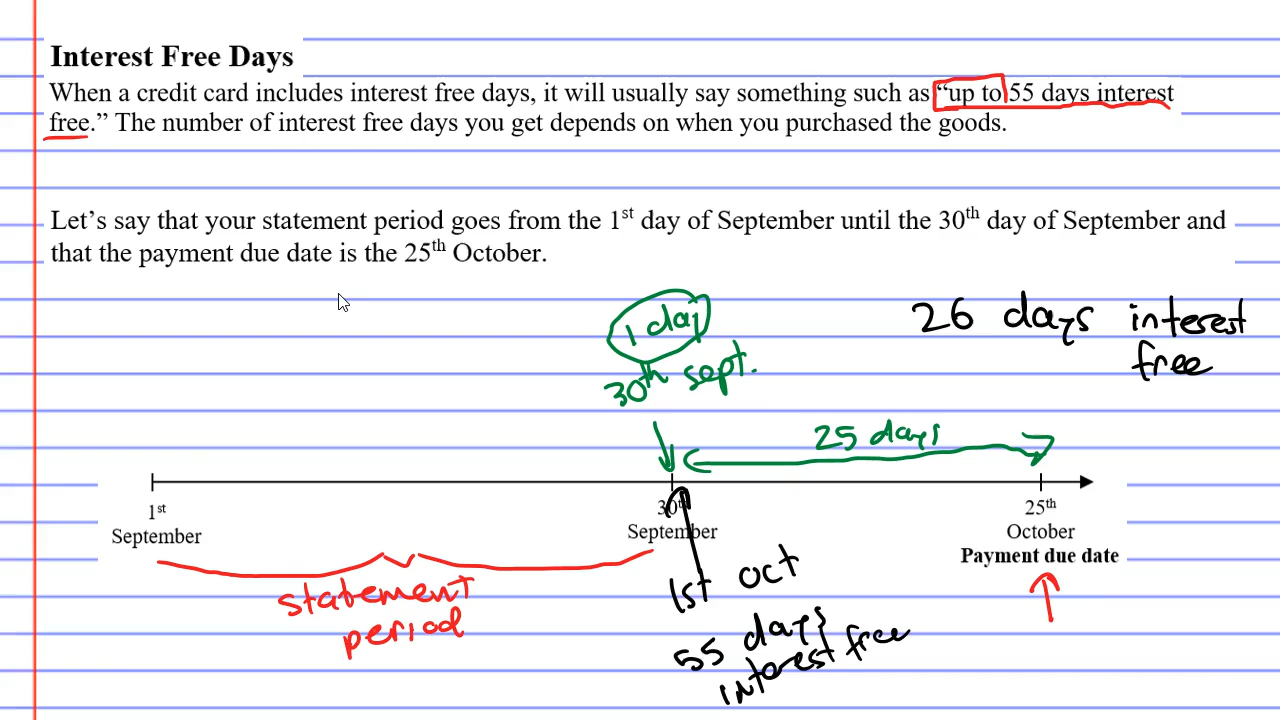 Interest Free Days
When a credit card includes interest free days, it will usually say something such as “up to 55 days interest
free.” The number of interest free days you get depends on when you purchased the goods.
Let’s say that your statement period goes from the 1st day of September until the 30th day of September and
that the payment due date is the 25th October.
1 day
30th sept.
26 days interest
free
25 days
1st
September
30th
September
25th
October
Payment due date
statement
period
1st oct
55 days
interest free